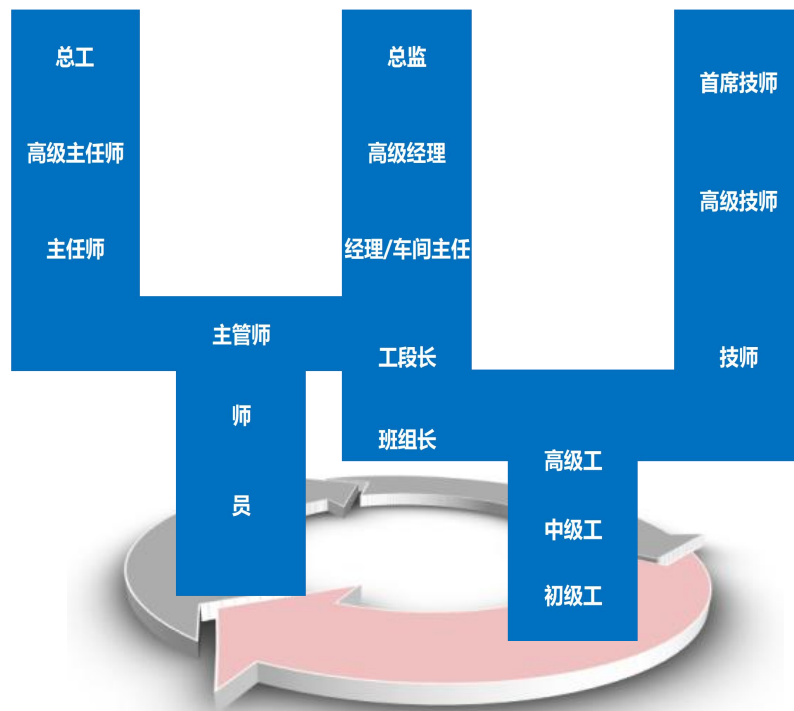 总工
总监
首席技师
高级主任师
高级经理
高级技师
主任师
经理/车间主任
主管师
工段长
技师
师
班组长
高级工
员
中级工
初级工